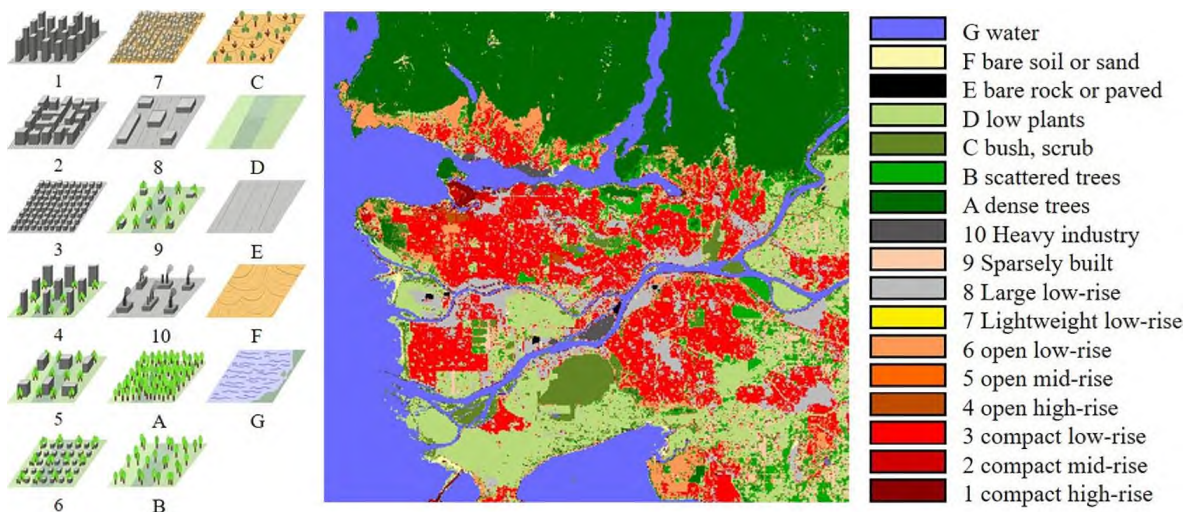 1
7
C
2
8
D
3
9
E
4
10
F
5
A
G
6
B
G water
F bare soil or sand
E bare rock or paved
D low plants
C bush, scrub
B scattered trees
A dense trees
10 Heavy industry
9 Sparsely built
8 Large low-rise
7 Lightweight low-rise
6 open low-rise
5 open mid-rise
4 open high-rise
3 compact low-rise
2 compact mid-rise
1 compact high-rise